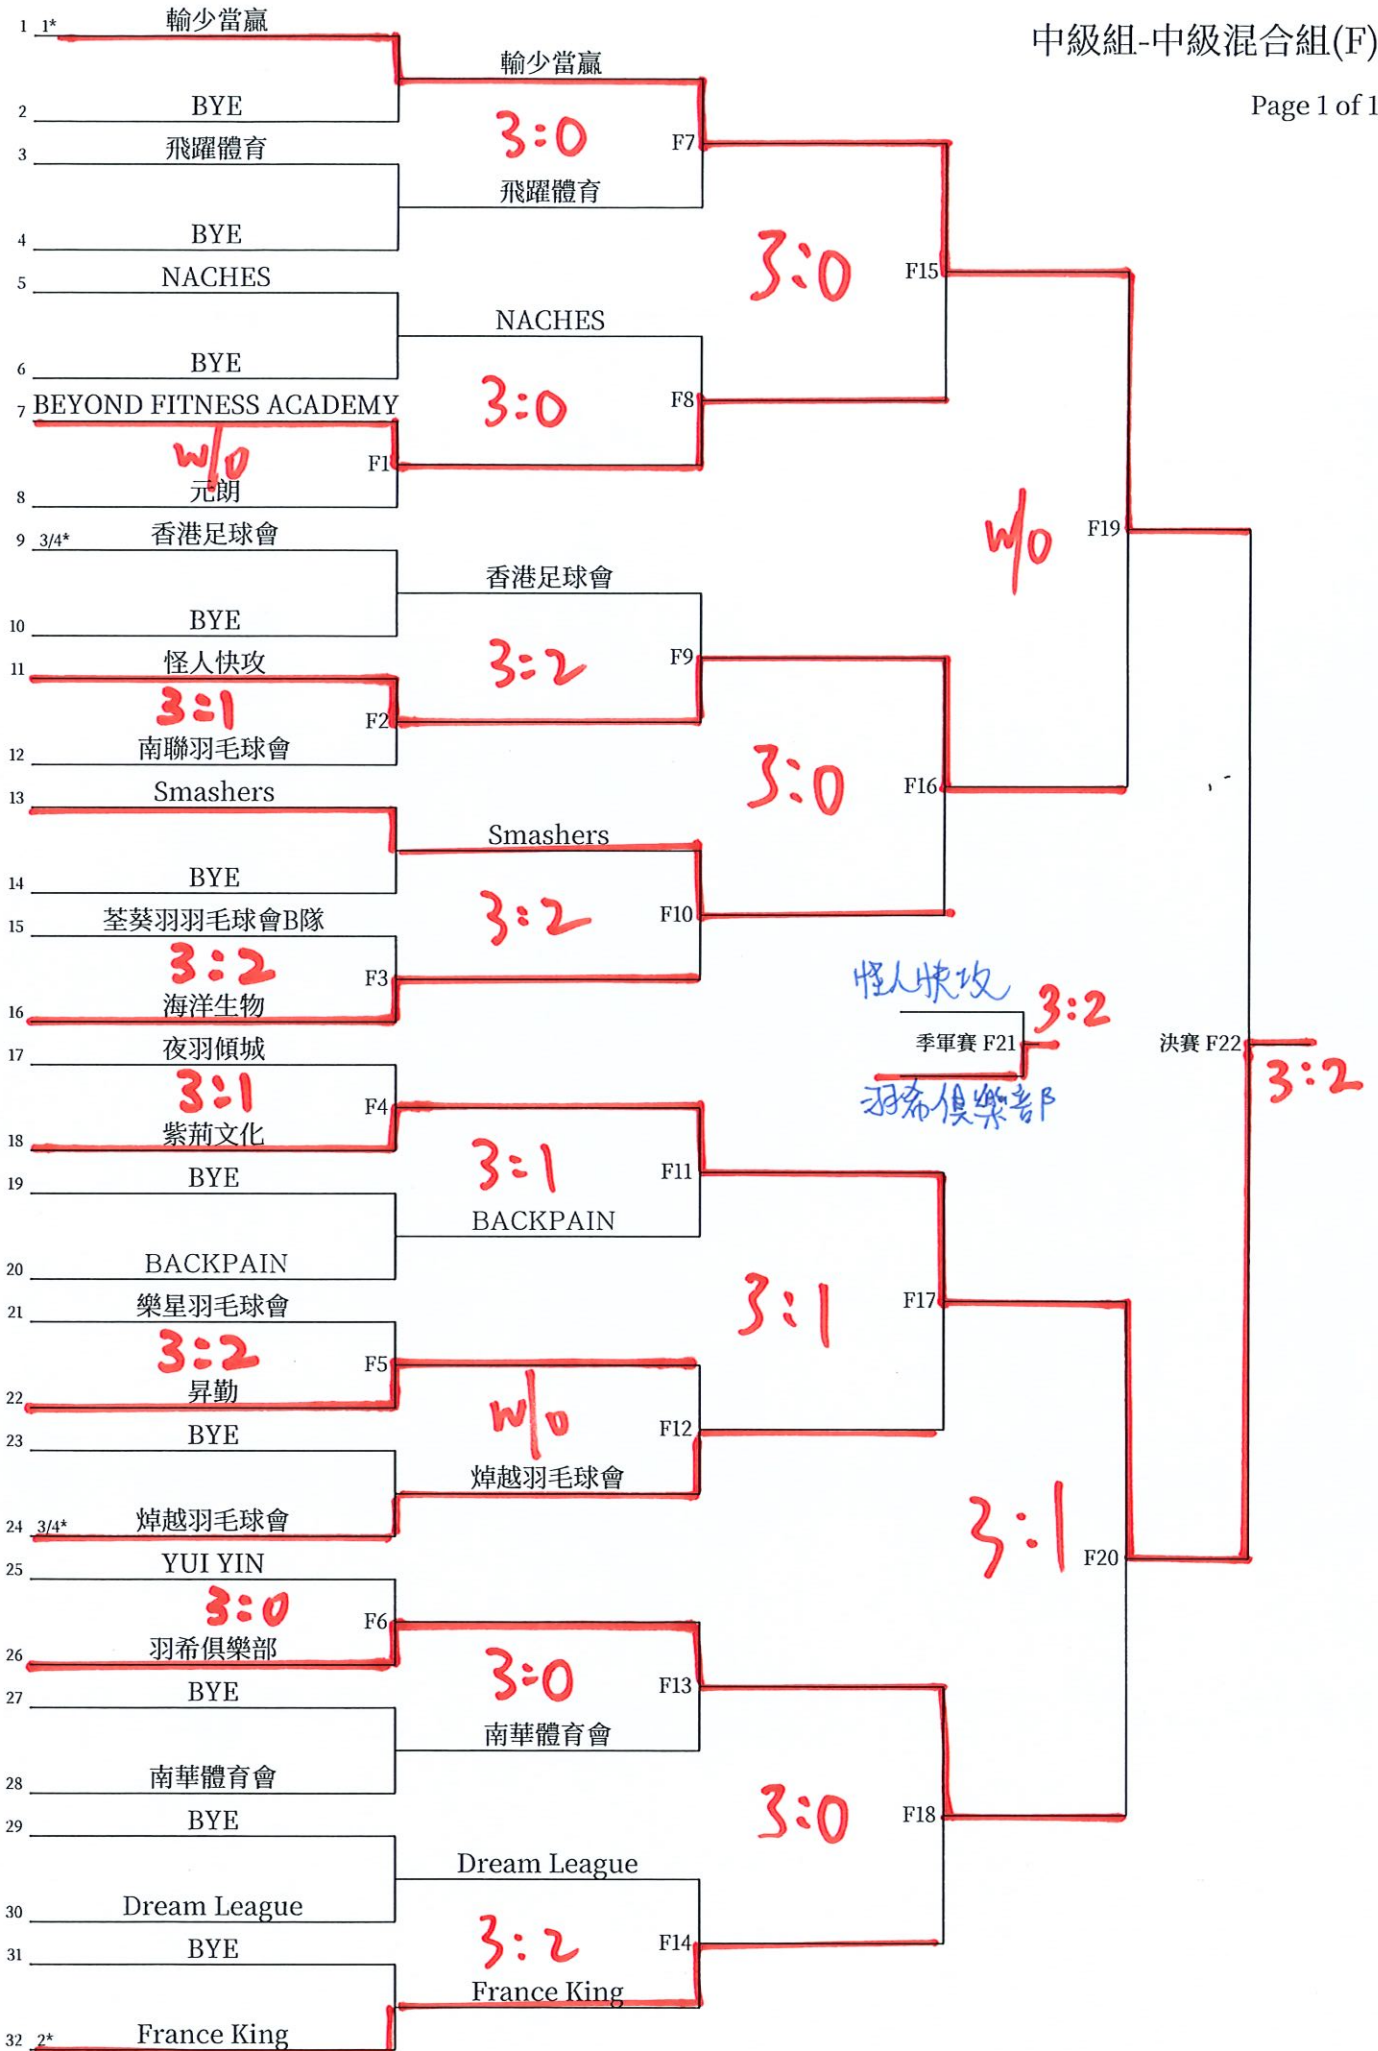 中級組-中級混合組(F)
Page 1 of 1
1 1* 輸少當贏
輸少當贏
2 BYE
3:0 F7
3 飛躍體育
飛躍體育
4 BYE
3:0 F15
5 NACHES
NACHES
6 BYE
3:0 F8
7 BEYOND FITNESS ACADEMY
w/o F1
8 元朗
w/o F19
9 3/4* 香港足球會
香港足球會
10 BYE
3:2 F9
11 怪人快攻
3:1 F2
12 南聯羽毛球會
3:0 F16
13 Smashers
Smashers
14 BYE
3:2 F10
15 荃葵羽羽毛球會B隊
3:2 F3
16 海洋生物
怪人快攻
3:2
季軍賽 F21
羽希俱樂部
決賽 F22
3:2
17 夜羽傾城
3:1 F4
18 紫荊文化
3:1 F11
19 BYE
BACKPAIN
20 BACKPAIN
3:1 F17
21 樂星羽毛球會
3:2 F5
22 昇勤
w/o F12
23 BYE
焯越羽毛球會
24 3/4* 焯越羽毛球會
3:1 F20
25 YUI YIN
3:0 F6
26 羽希俱樂部
3:0 F13
27 BYE
南華體育會
28 南華體育會
3:0 F18
29 BYE
Dream League
30 Dream League
3:2 F14
31 BYE
France King
32 2* France King